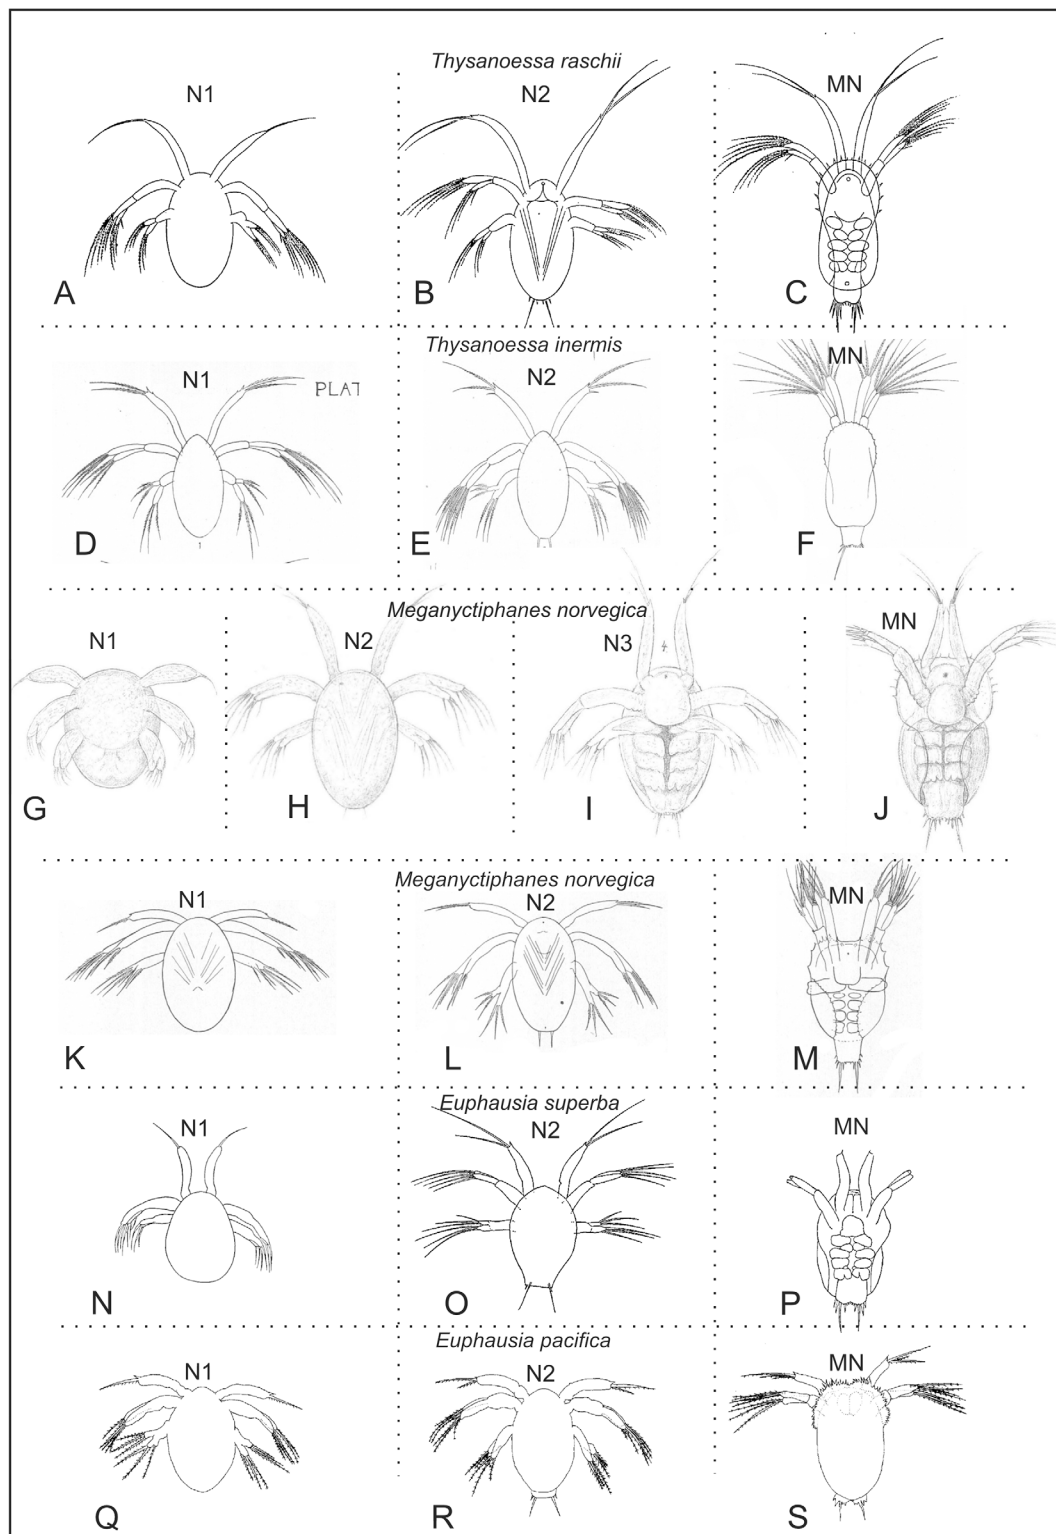 Thysanoessa raschii
N1
N2
MN
A
B
C
Thysanoessa inermis
N1
PLAT
N2
MN
D
E
F
Meganyctiphanes norvegica
N1
N2
N3
MN
G
H
I
J
Meganyctiphanes norvegica
N1
N2
MN
K
L
M
Euphausia superba
N1
N2
MN
N
O
P
Euphausia pacifica
N1
N2
MN
Q
R
S